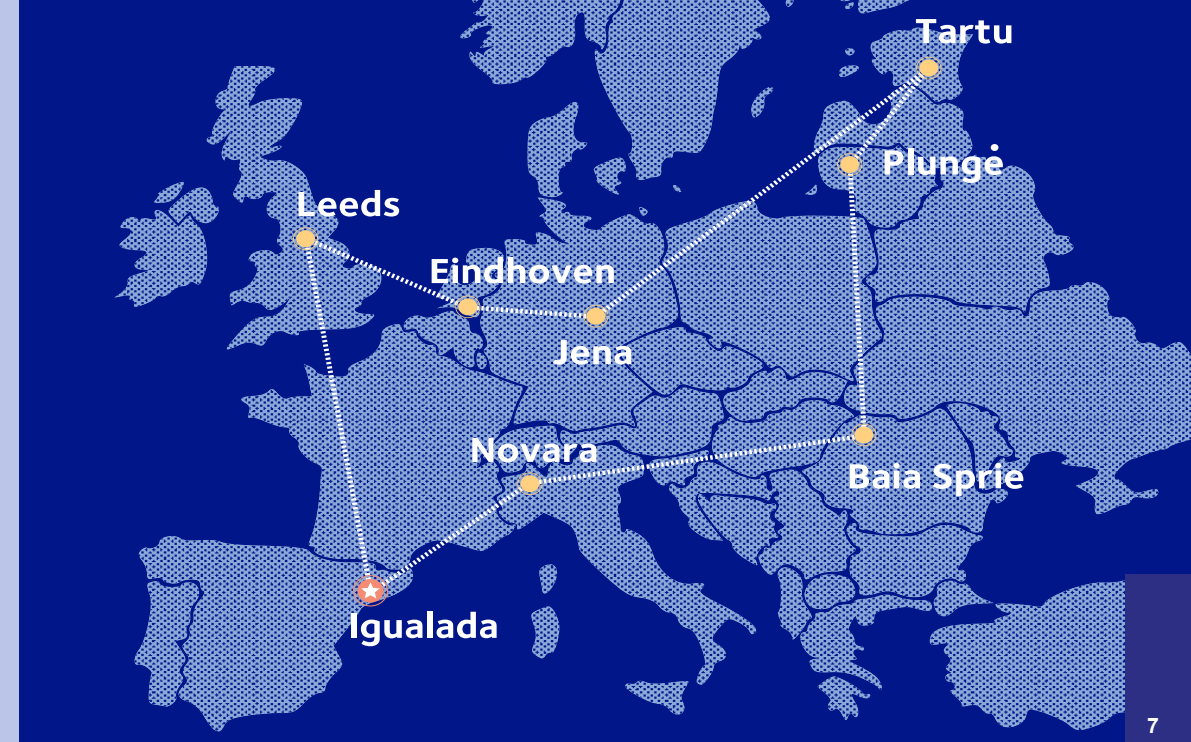 Tartu
Plungė
Leeds
Eindhoven
Jena
Novara
Baia Sprie
Igualada
7